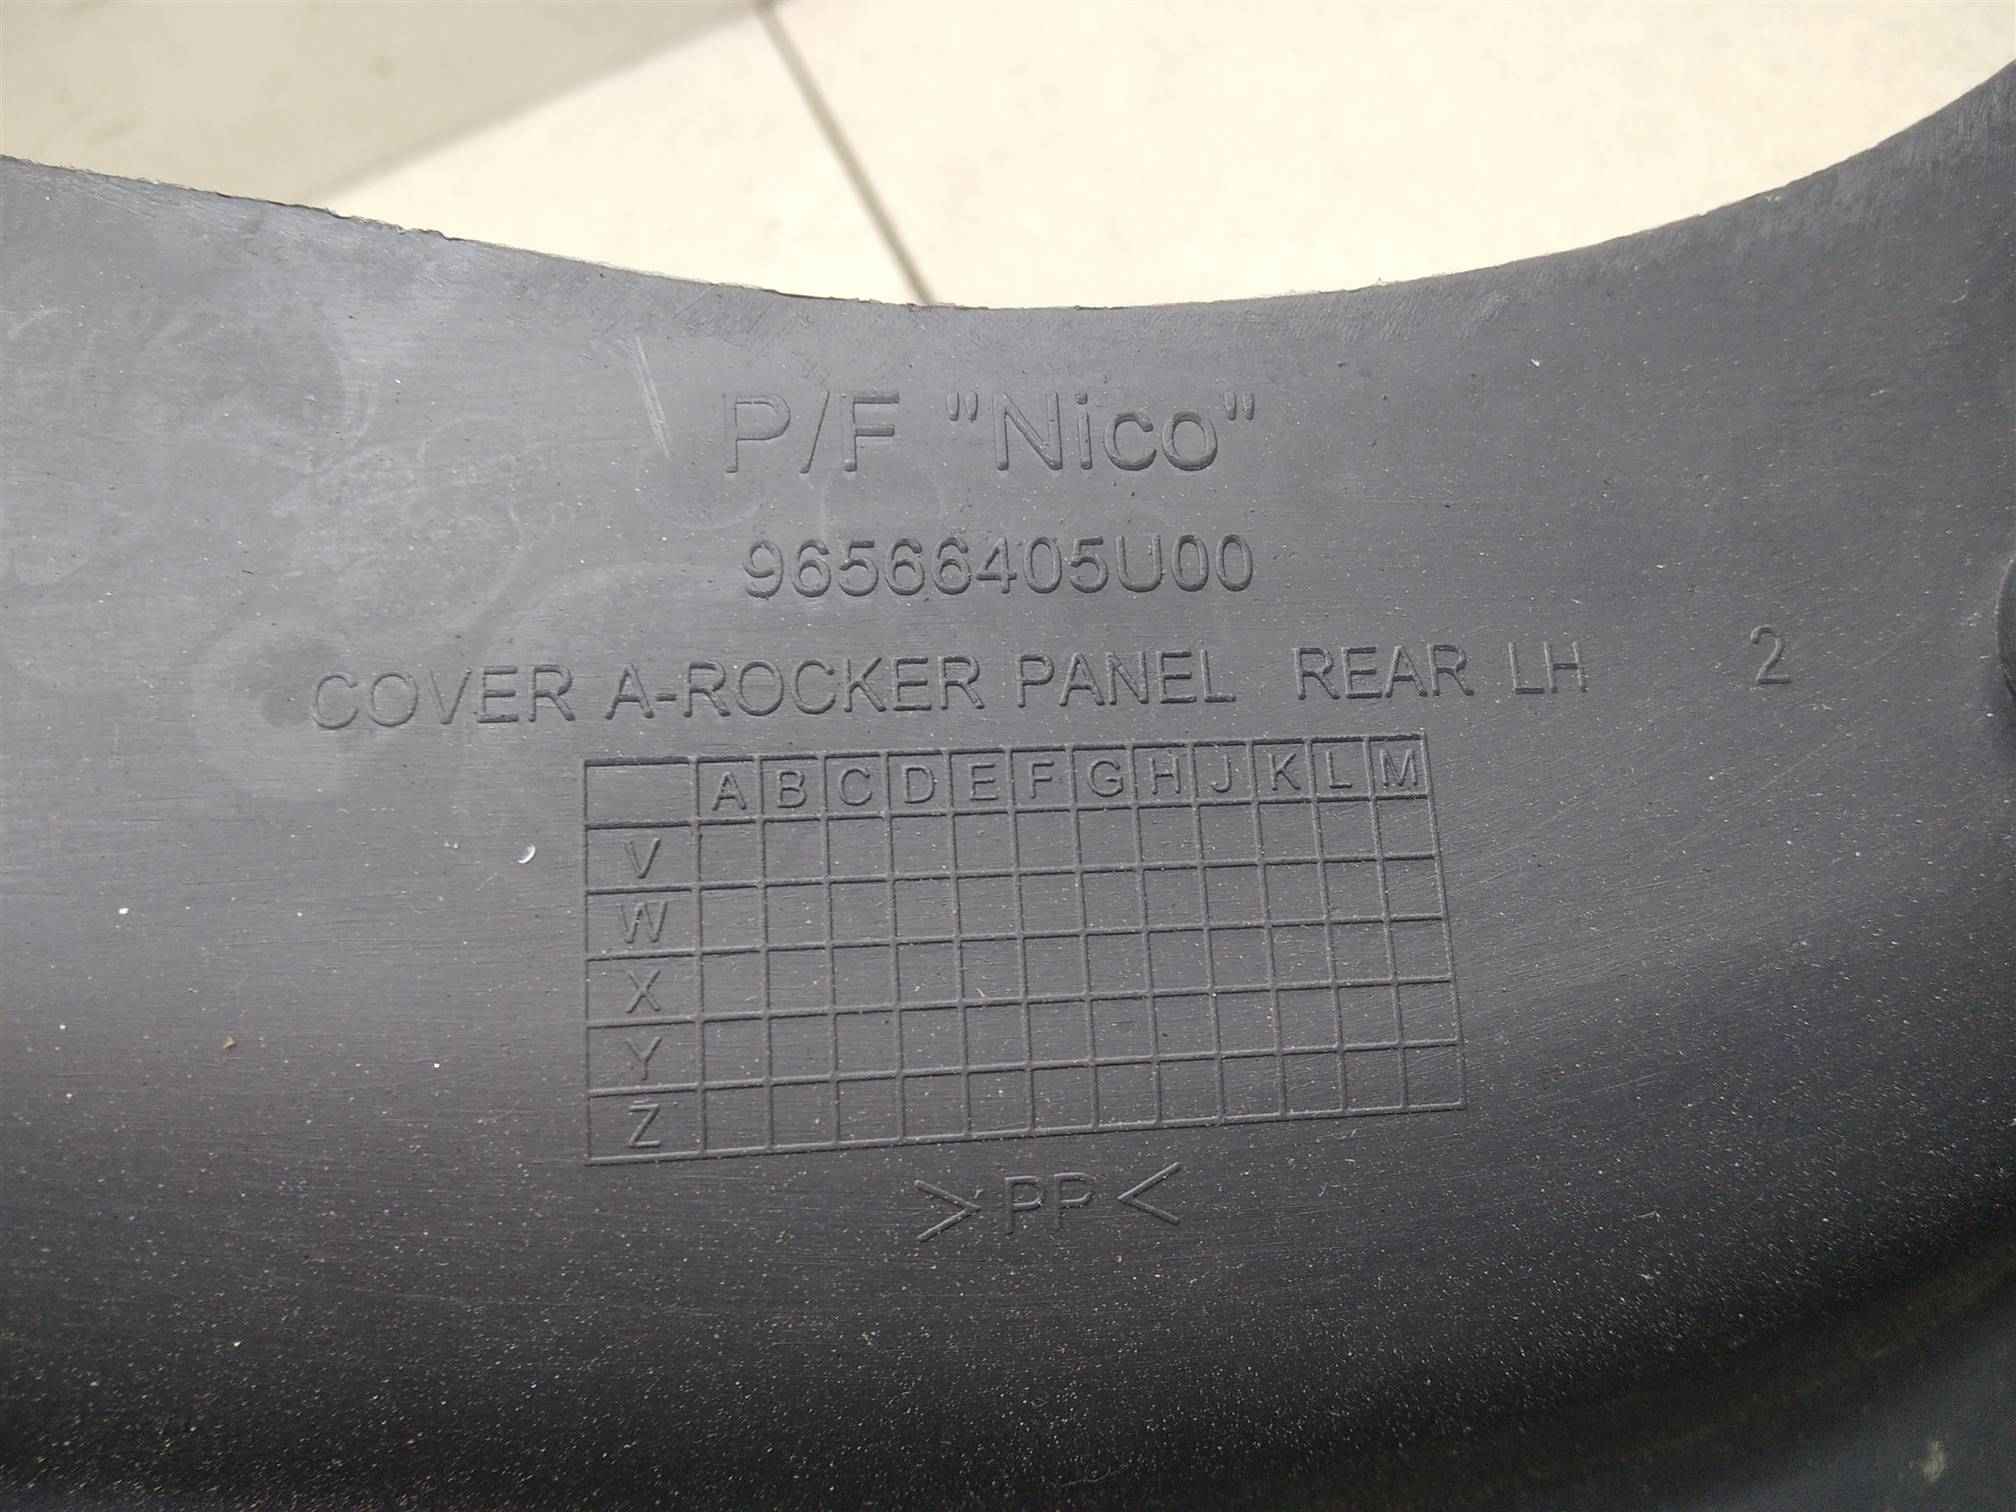 P/F "Nico"
96566405U00
COVER A-ROCKER PANEL REAR LH 2
A B C D E F G H J K L M
V
W
X
Y
Z
>PP<